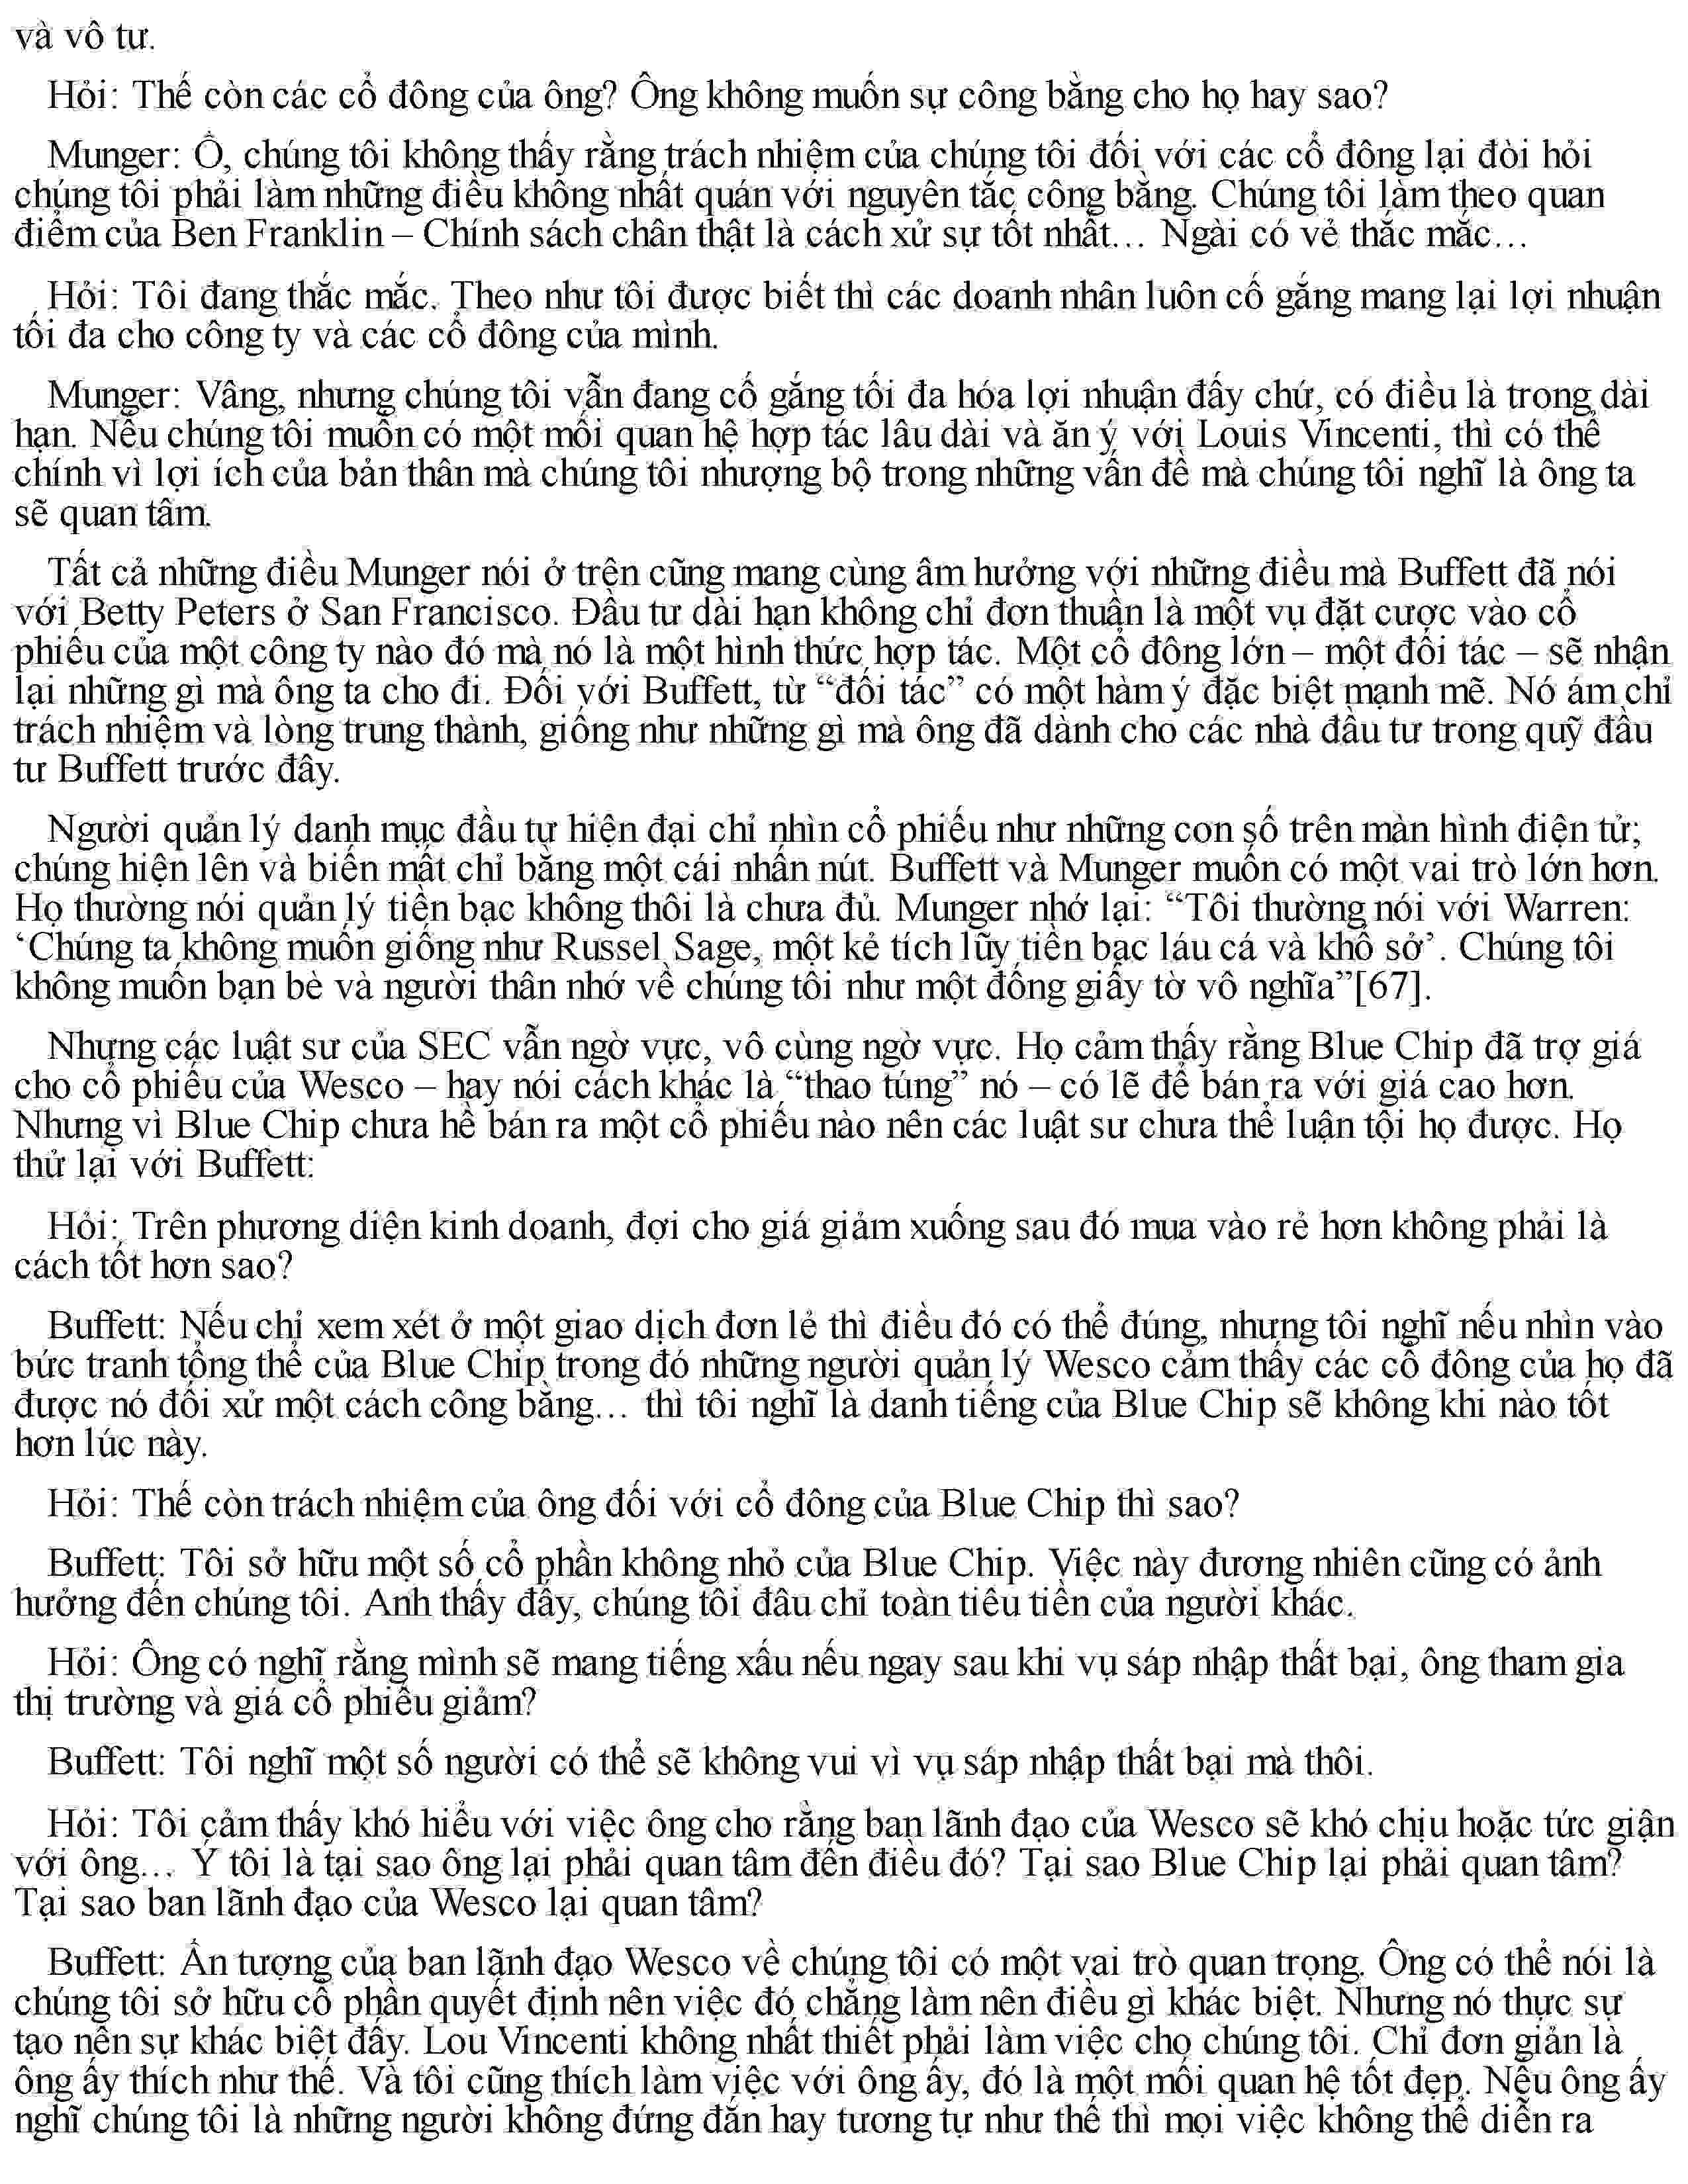 và vô tư.
Hỏi: Thế còn các cổ đông của ông? Ông không muốn sự công bằng cho họ hay sao?
Munger: Ồ, chúng tôi không thấy rằng trách nhiệm của chúng tôi đối với các cổ đông lại đòi hỏi
chúng tôi phải làm những điều không nhất quán với nguyên tắc công bằng. Chúng tôi làm theo quan
điểm của Ben Franklin – Chính sách chân thật là cách xử sự tốt nhất... Ngài có vẻ thắc mắc...
Hỏi: Tôi đang thắc mắc. Theo như tôi được biết thì các doanh nhân luôn cố gắng mang lại lợi nhuận
tối đa cho công ty và các cổ đông của mình.
Munger: Vâng, nhưng chúng tôi vẫn đang cố gắng tối đa hóa lợi nhuận đấy chứ, có điều là trong dài
hạn. Nếu chúng tôi muốn có một mối quan hệ hợp tác lâu dài và ăn ý với Louis Vincenti, thì có thể
chính vì lợi ích của bản thân mà chúng tôi nhượng bộ trong những vấn đề mà chúng tôi nghĩ là ông ta
sẽ quan tâm.
Tất cả những điều Munger nói ở trên cũng mang cùng âm hưởng với những điều mà Buffett đã nói
với Betty Peters ở San Francisco. Đầu tư dài hạn không chỉ đơn thuần là một vụ đặt cược vào cổ
phiếu của một công ty nào đó mà nó là một hình thức hợp tác. Một cổ đông lớn – một đối tác – sẽ nhận
lại những gì mà ông ta cho đi. Đối với Buffett, từ “đối tác” có một hàm ý đặc biệt mạnh mẽ. Nó ám chỉ
trách nhiệm và lòng trung thành, giống như những gì mà ông đã dành cho các nhà đầu tư trong quỹ đầu
tư Buffett trước đây.
Người quản lý danh mục đầu tư hiện đại chỉ nhìn cổ phiếu như những con số trên màn hình điện tử;
chúng hiện lên và biến mất chỉ bằng một cái nhấn nút. Buffett và Munger muốn có một vai trò lớn hơn.
Họ thường nói quản lý tiền bạc không thôi là chưa đủ. Munger nhớ lại: “Tôi thường nói với Warren:
‘Chúng ta không muốn giống như Russel Sage, một kẻ tích lũy tiền bạc láu cá và khổ sở’. Chúng tôi
không muốn bạn bè và người thân nhớ về chúng tôi như một đống giấy tờ vô nghĩa”[67].
Nhưng các luật sư của SEC vẫn ngờ vực, vô cùng ngờ vực. Họ cảm thấy rằng Blue Chip đã trợ giá
cho cổ phiếu của Wesco – hay nói cách khác là “thao túng” nó – có lẽ để bán ra với giá cao hơn.
Nhưng vì Blue Chip chưa hề bán ra một cổ phiếu nào nên các luật sư chưa thể luận tội họ được. Họ
thử lại với Buffett:
Hỏi: Trên phương diện kinh doanh, đợi cho giá giảm xuống sau đó mua vào rẻ hơn không phải là
cách tốt hơn sao?
Buffett: Nếu chỉ xem xét ở một giao dịch đơn lẻ thì điều đó có thể đúng, nhưng tôi nghĩ nếu nhìn vào
bức tranh tổng thể của Blue Chip trong đó những người quản lý Wesco cảm thấy các cổ đông của họ đã
được nó đối xử một cách công bằng... thì tôi nghĩ là danh tiếng của Blue Chip sẽ không khi nào tốt
hơn lúc này.
Hỏi: Thế còn trách nhiệm của ông đối với cổ đông của Blue Chip thì sao?
Buffett: Tôi sở hữu một số cổ phần không nhỏ của Blue Chip. Việc này đương nhiên cũng có ảnh
hưởng đến chúng tôi. Anh thấy đấy, chúng tôi đâu chỉ toàn tiêu tiền của người khác.
Hỏi: Ông có nghĩ rằng mình sẽ mang tiếng xấu nếu ngay sau khi vụ sáp nhập thất bại, ông tham gia
thị trường và giá cổ phiếu giảm?
Buffett: Tôi nghĩ một số người có thể sẽ không vui vì vụ sáp nhập thất bại mà thôi.
Hỏi: Tôi cảm thấy khó hiểu với việc ông cho rằng ban lãnh đạo của Wesco sẽ khó chịu hoặc tức giận
với ông... Ý tôi là tại sao ông lại phải quan tâm đến điều đó? Tại sao Blue Chip lại phải quan tâm?
Tại sao ban lãnh đạo của Wesco lại quan tâm?
Buffett: Ấn tượng của ban lãnh đạo Wesco về chúng tôi có một vai trò quan trọng. Ông có thể nói là
chúng tôi sở hữu cổ phần quyết định nên việc đó chẳng làm nên điều gì khác biệt. Nhưng nó thực sự
tạo nên sự khác biệt đấy. Lou Vincenti không nhất thiết phải làm việc cho chúng tôi. Chỉ đơn giản là
ông ấy thích như thế. Và tôi cũng thích làm việc với ông ấy, đó là một mối quan hệ tốt đẹp. Nếu ông ấy
nghĩ chúng tôi là những người không đứng đắn hay tương tự như thế thì mọi việc không thể diễn ra